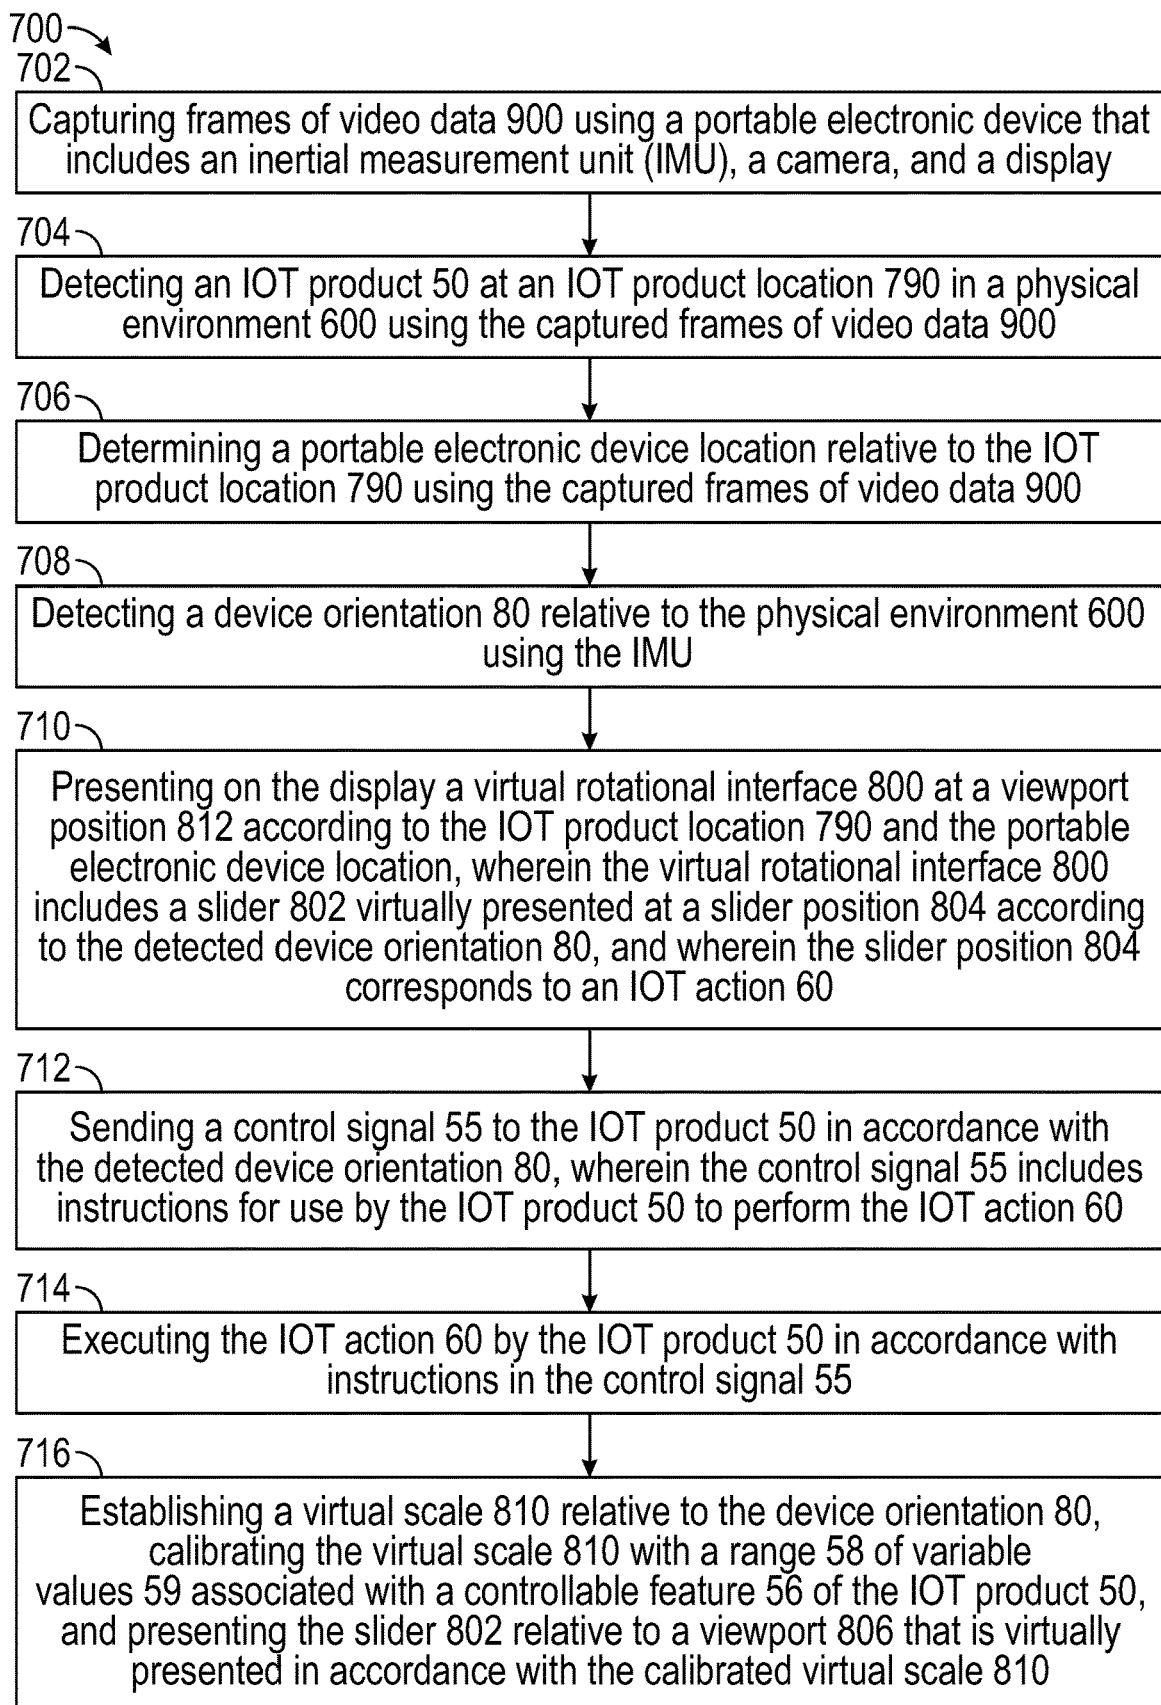 700
702
Capturing frames of video data 900 using a portable electronic device that
includes an inertial measurement unit (IMU), a camera, and a display
704
Detecting an IOT product 50 at an IOT product location 790 in a physical
environment 600 using the captured frames of video data 900
706
Determining a portable electronic device location relative to the IOT
product location 790 using the captured frames of video data 900
708
Detecting a device orientation 80 relative to the physical environment 600
using the IMU
710
Presenting on the display a virtual rotational interface 800 at a viewport
position 812 according to the IOT product location 790 and the portable
electronic device location, wherein the virtual rotational interface 800
includes a slider 802 virtually presented at a slider position 804 according
to the detected device orientation 80, and wherein the slider position 804
corresponds to an IOT action 60
712
Sending a control signal 55 to the IOT product 50 in accordance with
the detected device orientation 80, wherein the control signal 55 includes
instructions for use by the IOT product 50 to perform the IOT action 60
714
Executing the IOT action 60 by the IOT product 50 in accordance with
instructions in the control signal 55
716
Establishing a virtual scale 810 relative to the device orientation 80,
calibrating the virtual scale 810 with a range 58 of variable
values 59 associated with a controllable feature 56 of the IOT product 50,
and presenting the slider 802 relative to a viewport 806 that is virtually
presented in accordance with the calibrated virtual scale 810